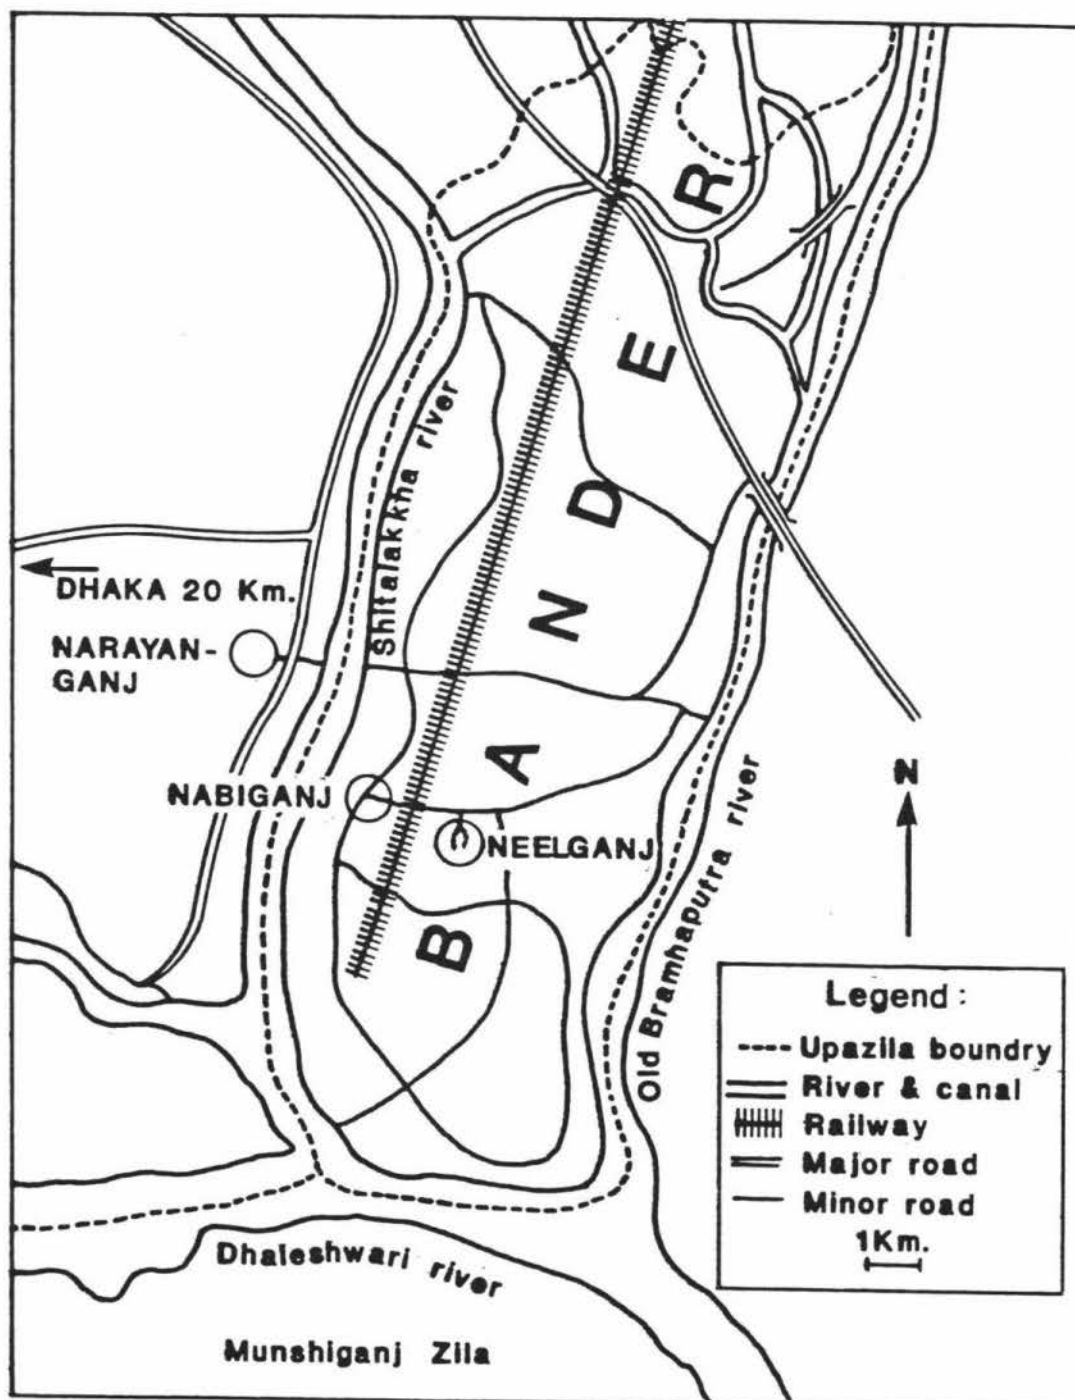 R
E
D
N
A
B
Shitalakkha river
DHAKA 20 Km.
NARAYAN-
GANJ
NABIGANJ
NEELGANJ
N
Old Bramhaputra river
Dhaleshwari river
Munshiganj Zila
Legend :
Upazila boundry
River & canal
Railway
Major road
Minor road
1Km.